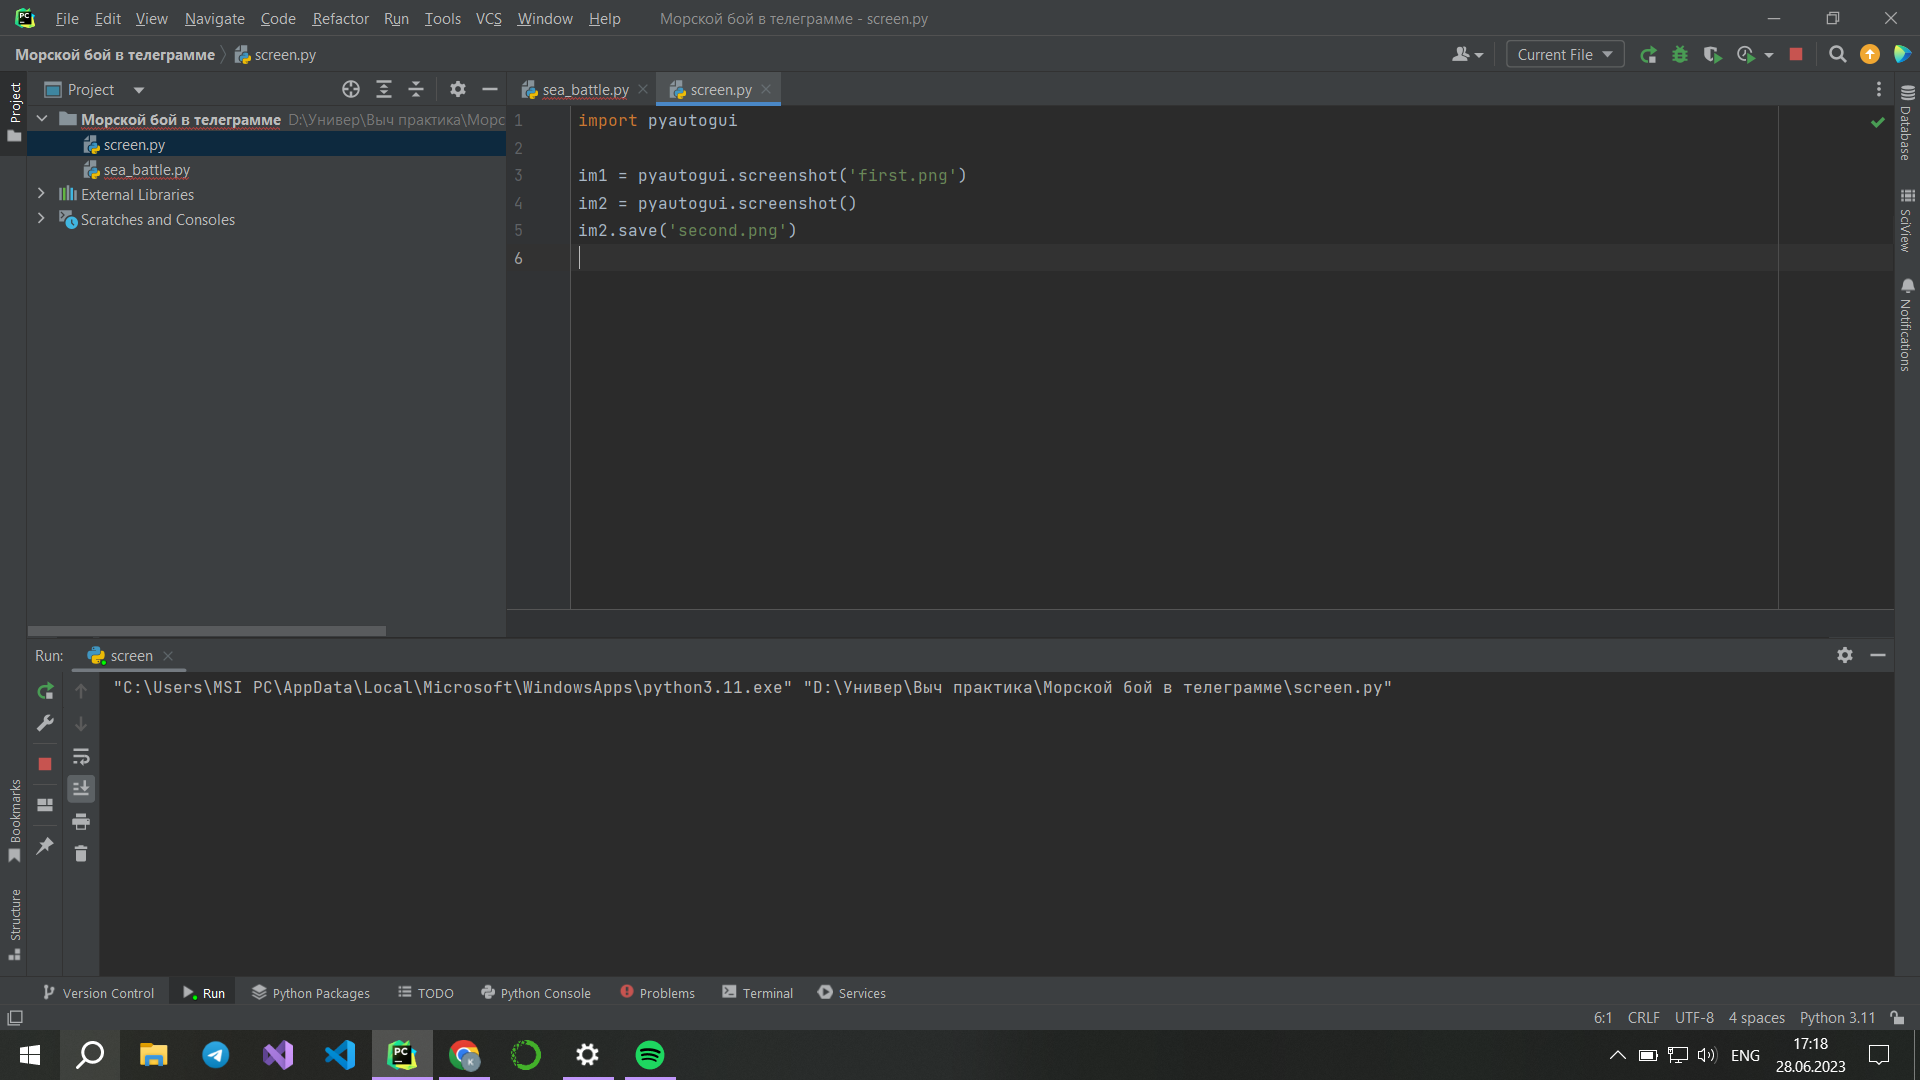 File Edit View Navigate Code Refactor Run Tools VCS Window Help Морской бой в телеграмме - screen.py
Морской бой в телеграмме screen.py Current File
Project
Project
sea_battle.py
screen.py
Морской бой в телеграмме D:\Универ\Выч практика\Морс
screen.py
sea_battle.py
External Libraries
Scratches and Consoles
1 import pyautogui
2
3 im1 = pyautogui.screenshot('first.png')
4 im2 = pyautogui.screenshot()
5 im2.save('second.png')
6
Database
SciView
Notifications
Run: screen
"C:\Users\MSI PC\AppData\Local\Microsoft\WindowsApps\python3.11.exe" "D:\Универ\Выч практика\Морской бой в телеграмме\screen.py"
Bookmarks
Structure
Version Control Run Python Packages TODO Python Console Problems Terminal Services
6:1 CRLF UTF-8 4 spaces Python 3.11
PC
K
ENG
17:18
28.06.2023